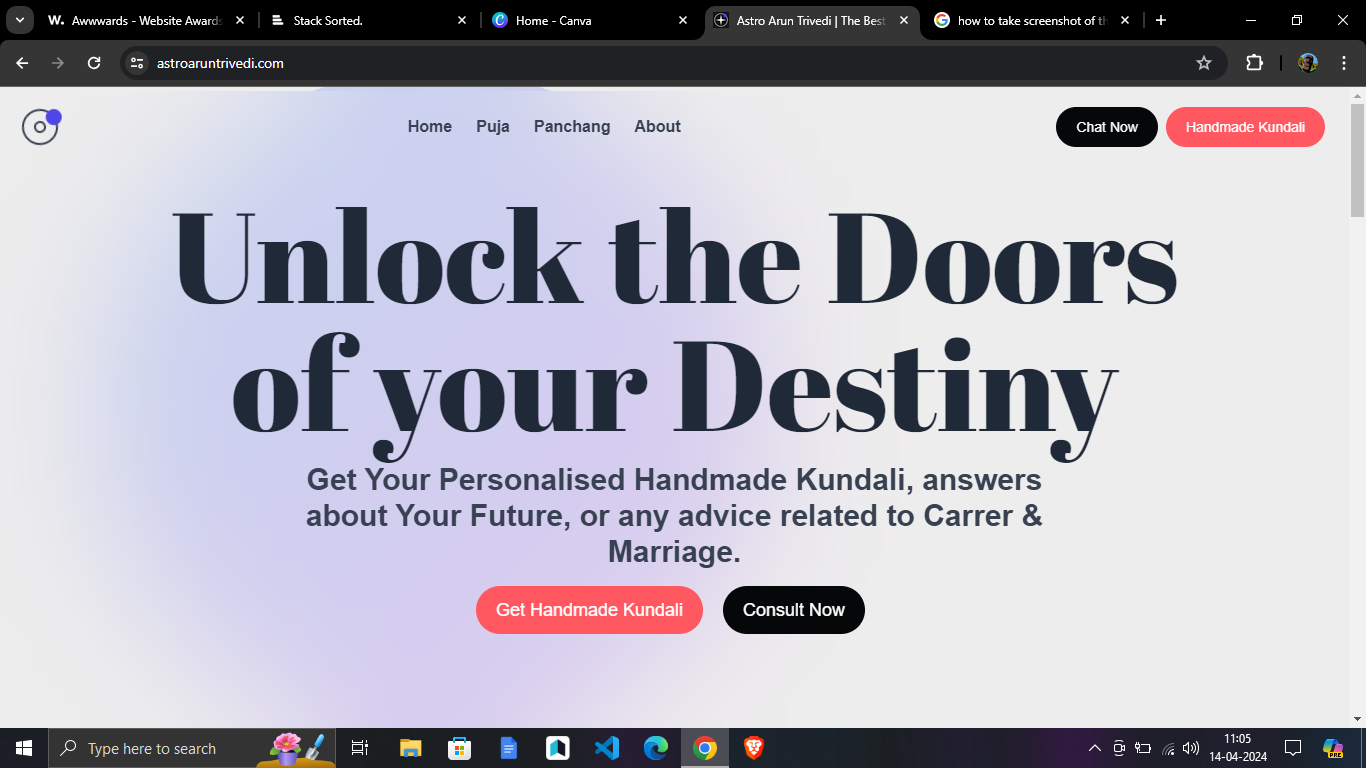 Awwwards - Website Awards
Stack Sorted.
Home - Canva
Astro Arun Trivedi | The Best
how to take screenshot of th
astroaruntrivedi.com
Home Puja Panchang About
Chat Now
Handmade Kundali
Unlock the Doors
of your Destiny
Get Your Personalised Handmade Kundali, answers
about Your Future, or any advice related to Carrer &
Marriage.
Get Handmade Kundali
Consult Now
Type here to search
11:05
14-04-2024
PRE